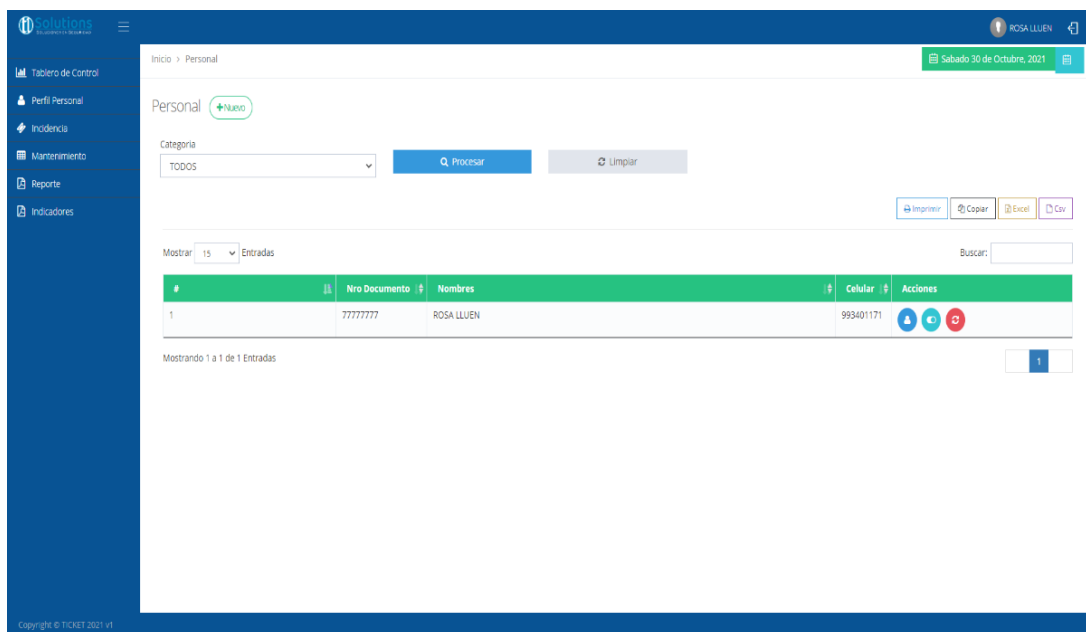 Solutions
ROSA LLUEN
Tablero de Control
Perfil Personal
Incidencia
Mantenimiento
Reporte
Indicadores
Inicio > Personal
Sabado 30 de Octubre, 2021
Personal +Nuevo
Categoria
TODOS
Procesar
Limpiar
Imprimir Copiar Excel Csv
Mostrar 15 Entradas
Buscar:
# Nro Documento Nombres Celular Acciones
1 77777777 ROSA LLUEN 993401171
Mostrando 1 a 1 de 1 Entradas
1
Copyright © TICKET 2021 v1